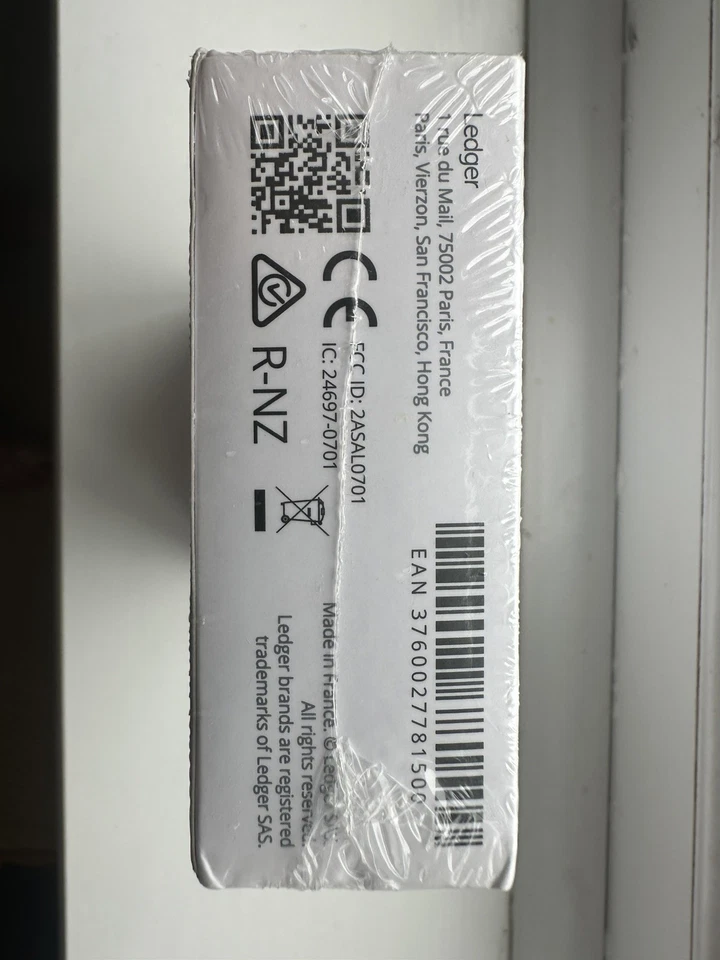 Ledger
1 rue du Mail, 75002 Paris, France
Paris, Vierzon, San Francisco, Hong Kong
EAN 3760027781500
CE
FCC ID: 2ASAL0701
IC: 24697-0701
R-NZ
Made in France. © Ledger SAS.
All rights reserved.
Ledger brands are registered
trademarks of Ledger SAS.